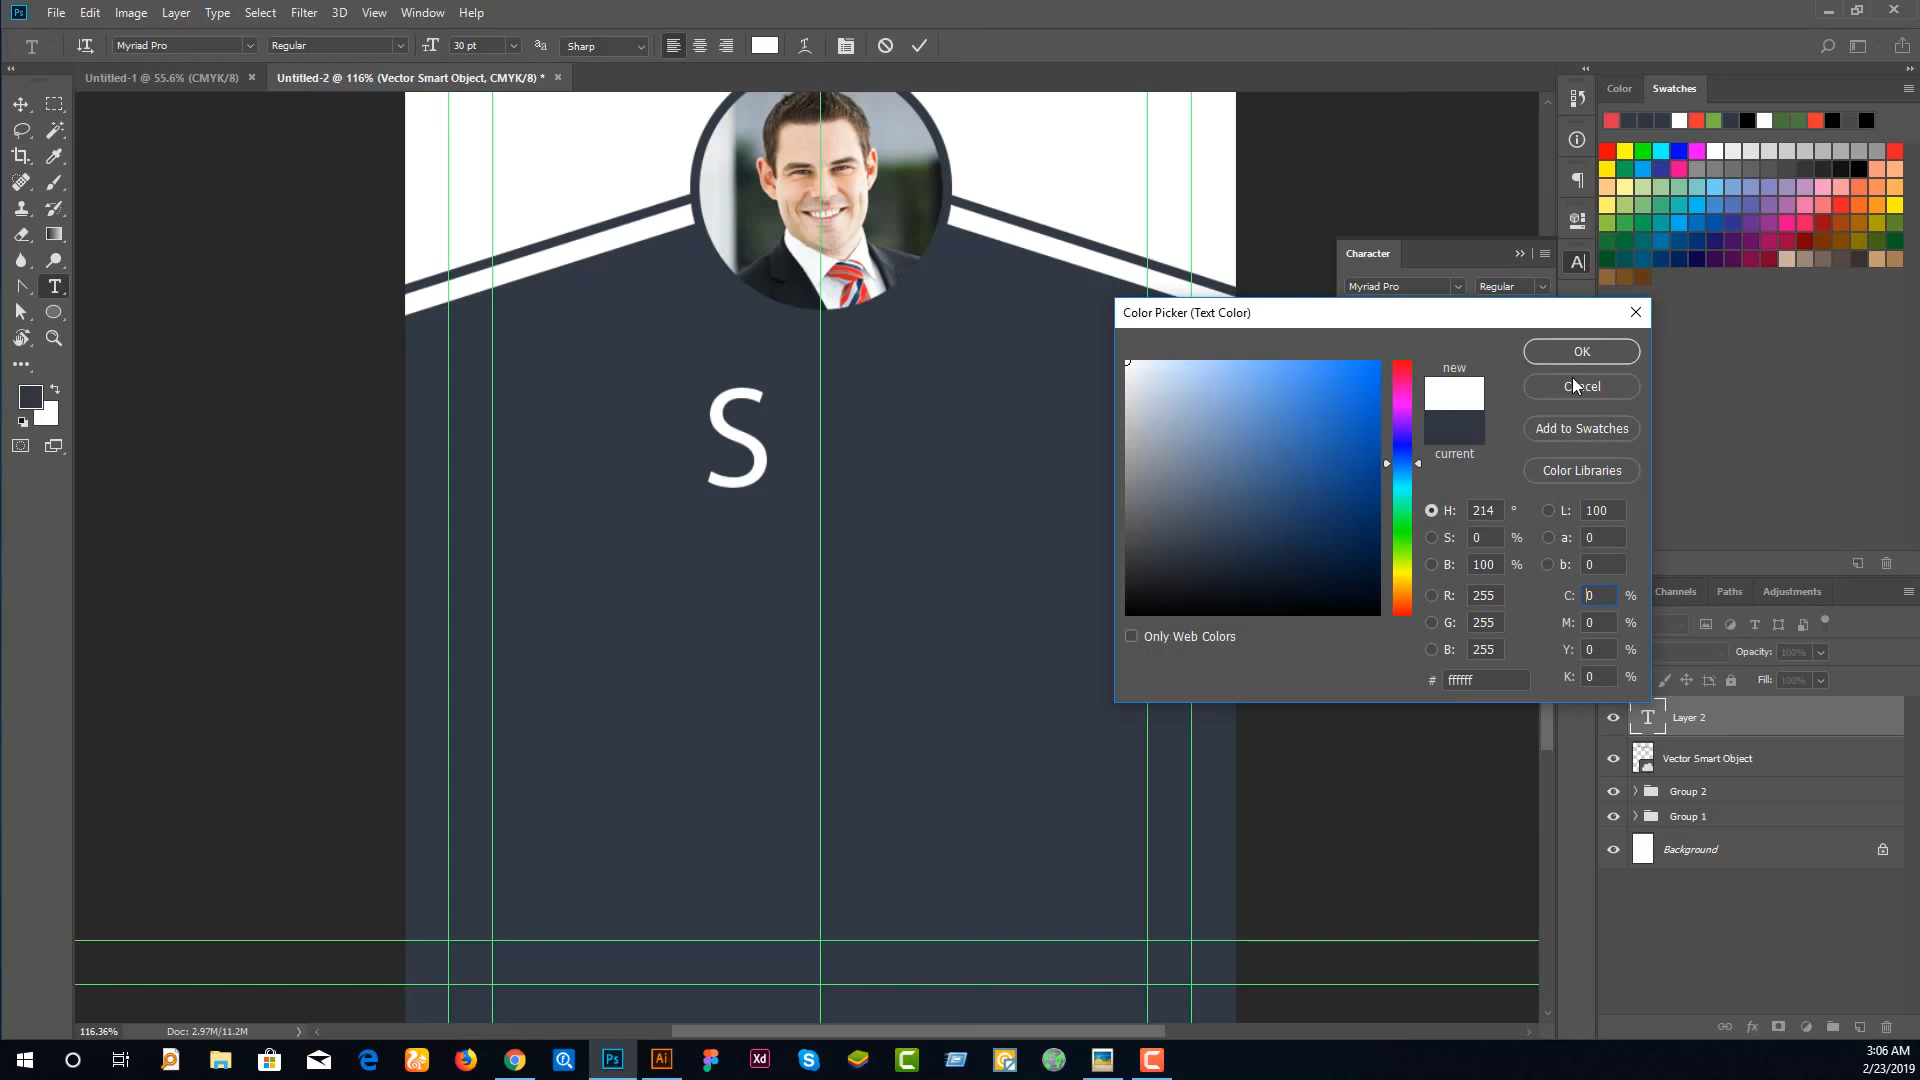 Ps File Edit Image Layer Type Select Filter 3D View Window Help
T Myriad Pro Regular 30 pt Sharp
Untitled-1 @ 55.6% (CMYK/8) × Untitled-2 @ 116% (Vector Smart Object, CMYK/8) * ×
Color Swatches
Character
Myriad Pro Regular
Color Picker (Text Color)
OK
new
Cancel
Add to Swatches
current
Color Libraries
H: 214 ° L: 100
S: 0 % a: 0
B: 100 % b: 0
R: 255 C: 0 %
G: 255 M: 0 %
B: 255 Y: 0 %
# ffffff K: 0 %
Only Web Colors
S
Channels Paths Adjustments
Opacity: 100%
Fill: 100%
T Layer 2
Vector Smart Object
Group 2
Group 1
Background
116.36% Doc: 2.97M/11.2M
Ps Ai Xd
3:06 AM
2/23/2019